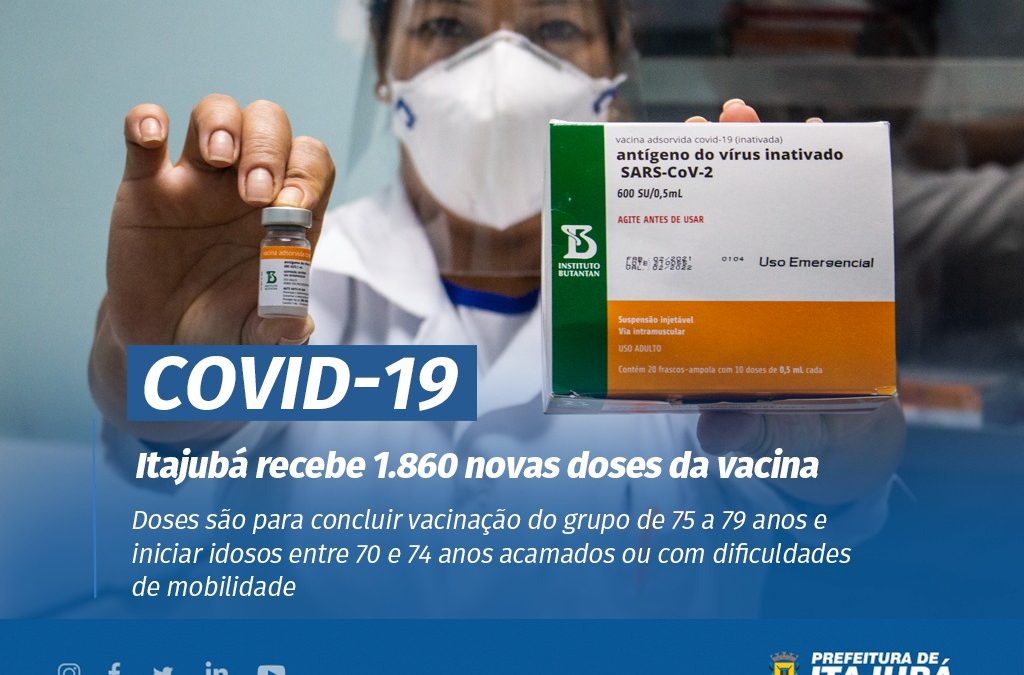 vacina adsorvida covid-19 (inativada)
antígeno do vírus inativado
SARS-CoV-2
600 SU/0,5mL
AGITE ANTES DE USAR
INSTITUTO
BUTANTAN
0104 Uso Emergencial
Suspensão injetável
Via intramuscular
USO ADULTO
Contém 20 frascos-ampola com 10 doses de 0,5 mL cada
vacina adsorvida
COVID-19
Itajubá recebe 1.860 novas doses da vacina
Doses são para concluir vacinação do grupo de 75 a 79 anos e
iniciar idosos entre 70 e 74 anos acamados ou com dificuldades
de mobilidade
PREFEITURA DE
ITAJUBÁ